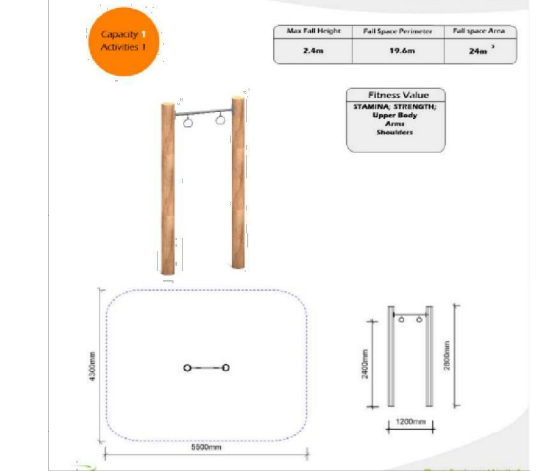 Capacity 1
Activities 1
Max Fall Height
Fall Space Perimeter
Fall space Area
2.4m
19.6m
24m ²
Fitness Value
STAMINA; STRENGTH;
Upper Body
Arms
Shoulders
4300mm
5500mm
2400mm
2800mm
1200mm